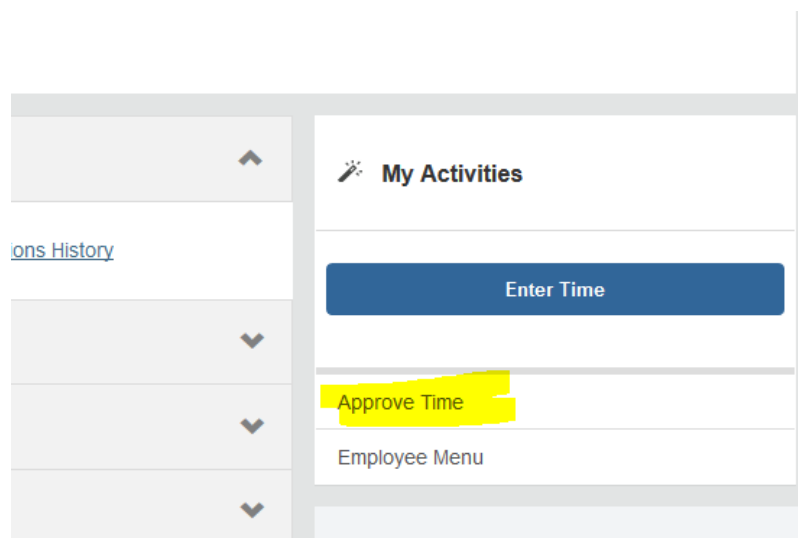 My Activities
ions History
Enter Time
Approve Time
Employee Menu